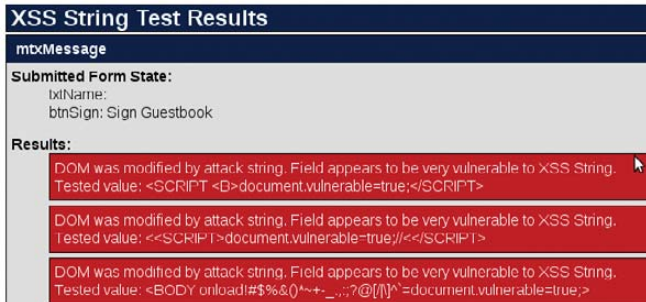 XSS String Test Results
mtxMessage
Submitted Form State:
txtName:
btnSign: Sign Guestbook
Results:
DOM was modified by attack string. Field appears to be very vulnerable to XSS String.
Tested value: <SCRIPT <B>document.vulnerable=true;</SCRIPT>
DOM was modified by attack string. Field appears to be very vulnerable to XSS String.
Tested value: <<SCRIPT>document.vulnerable=true;//<</SCRIPT>
DOM was modified by attack string. Field appears to be very vulnerable to XSS String.
Tested value: <BODY onload!#$%&()*~+-_.,:;?@[/|\]^`=document.vulnerable=true;>